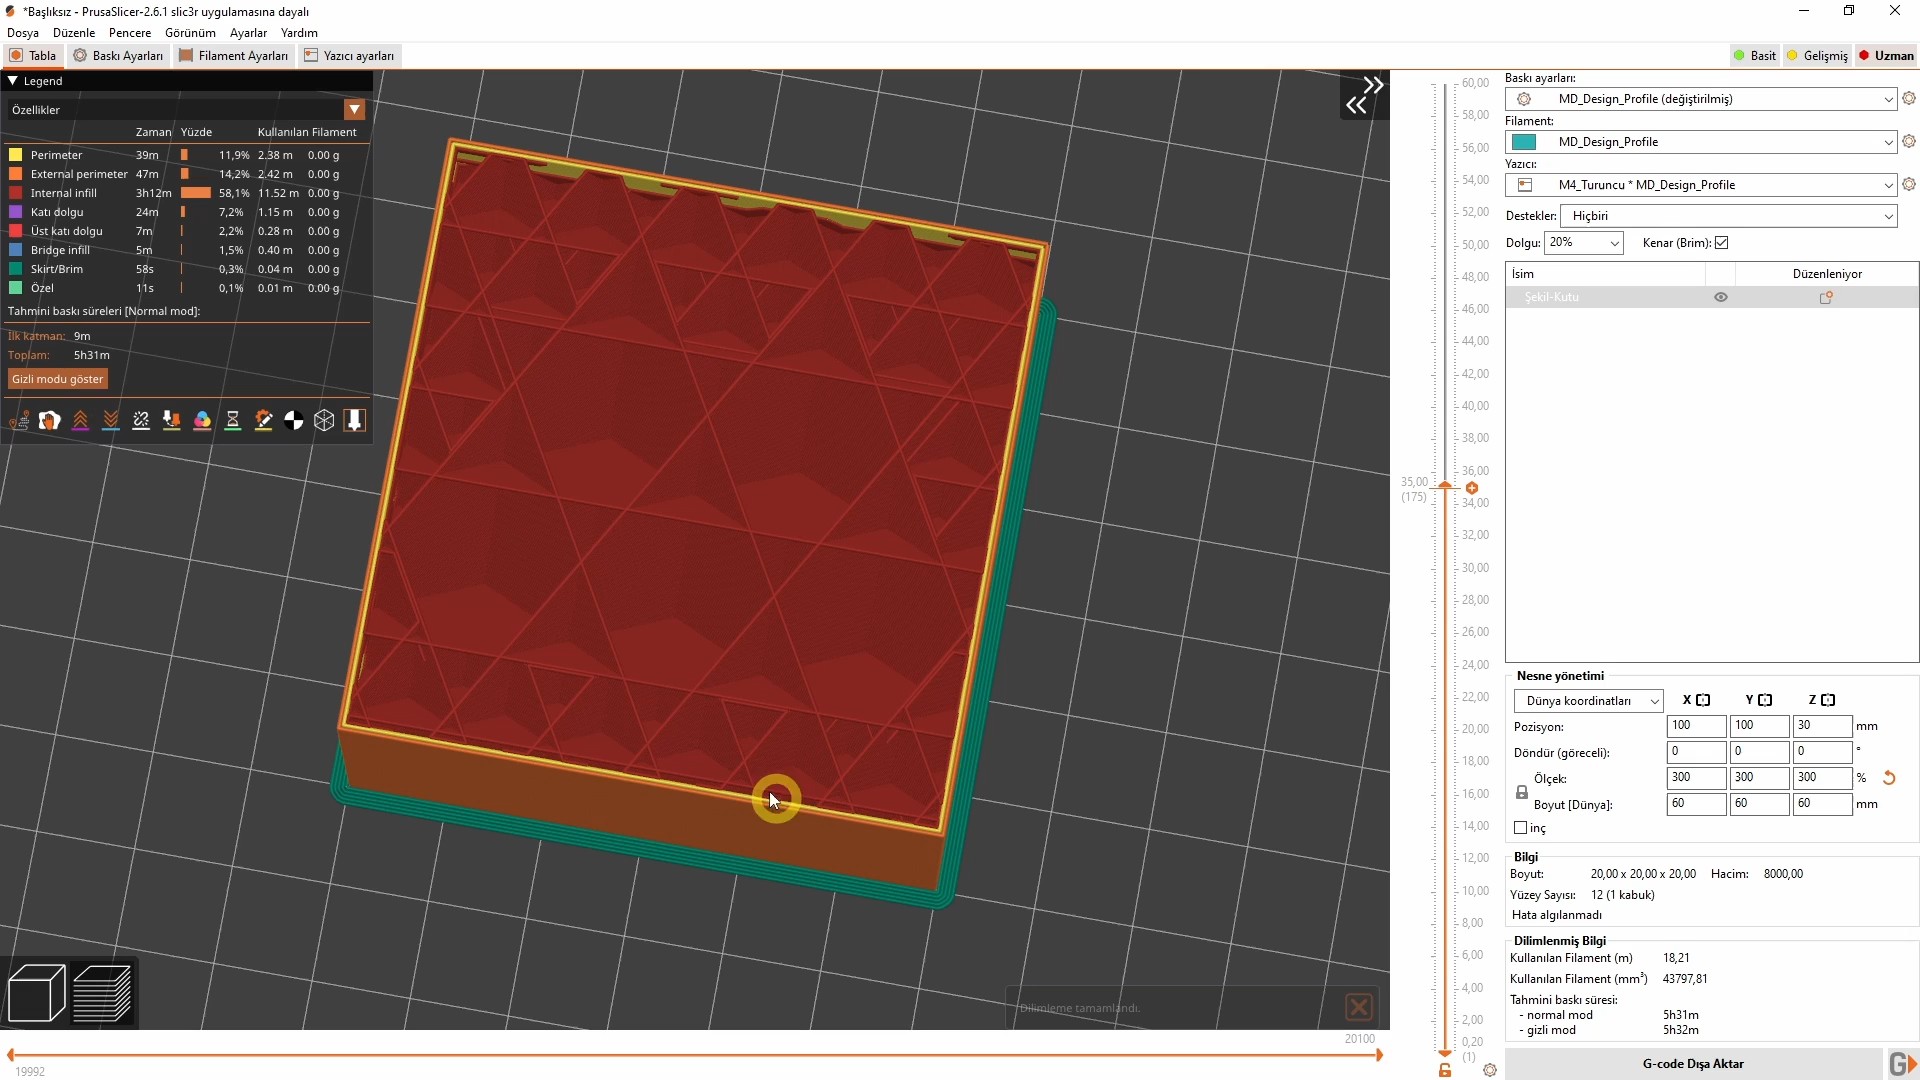 *Başlıksız - PrusaSlicer-2.6.1 slic3r uygulamasına dayalı
Dosya Düzenle Pencere Görünüm Ayarlar Yardım
Tabla Baskı Ayarları Filament Ayarları Yazıcı ayarları
Basit Gelişmiş Uzman
Legend
Özellikler
Zaman Yüzde Kullanılan Filament
Perimeter 39m 11,9% 2.38 m 0.00 g
External perimeter 47m 14,2% 2.42 m 0.00 g
Internal infill 3h12m 58,1% 11.52 m 0.00 g
Katı dolgu 24m 7,2% 1.15 m 0.00 g
Üst katı dolgu 7m 2,2% 0.28 m 0.00 g
Bridge infill 5m 1,5% 0.40 m 0.00 g
Skirt/Brim 58s 0,3% 0.04 m 0.00 g
Özel 11s 0,1% 0.01 m 0.00 g
Tahmini baskı süreleri [Normal mod]:
İlk katman: 9m
Toplam: 5h31m
Gizli modu göster
Dilimleme tamamlandı.
20100
19992
60,00
58,00
56,00
54,00
52,00
50,00
48,00
46,00
44,00
42,00
40,00
38,00
36,00
35,00
(175)
34,00
32,00
30,00
28,00
26,00
24,00
22,00
20,00
18,00
16,00
14,00
12,00
10,00
8,00
6,00
4,00
2,00
0,20
(1)
Baskı ayarları:
MD_Design_Profile (değiştirilmiş)
Filament:
MD_Design_Profile
Yazıcı:
M4_Turuncu * MD_Design_Profile
Destekler: Hiçbiri
Dolgu: 20% Kenar (Brim):
İsim Düzenleniyor
Şekil-Kutu
Nesne yönetimi
Dünya koordinatları X Y Z
Pozisyon: 100 100 30 mm
Döndür (göreceli): 0 0 0 °
Ölçek: 300 300 300 %
Boyut [Dünya]: 60 60 60 mm
inç
Bilgi
Boyut: 20,00 x 20,00 x 20,00 Hacim: 8000,00
Yüzey Sayısı: 12 (1 kabuk)
Hata algılanmadı
Dilimlenmiş Bilgi
Kullanılan Filament (m) 18,21
Kullanılan Filament (mm³) 43797,81
Tahmini baskı süresi:
- normal mod 5h31m
- gizli mod 5h32m
G-code Dışa Aktar
G